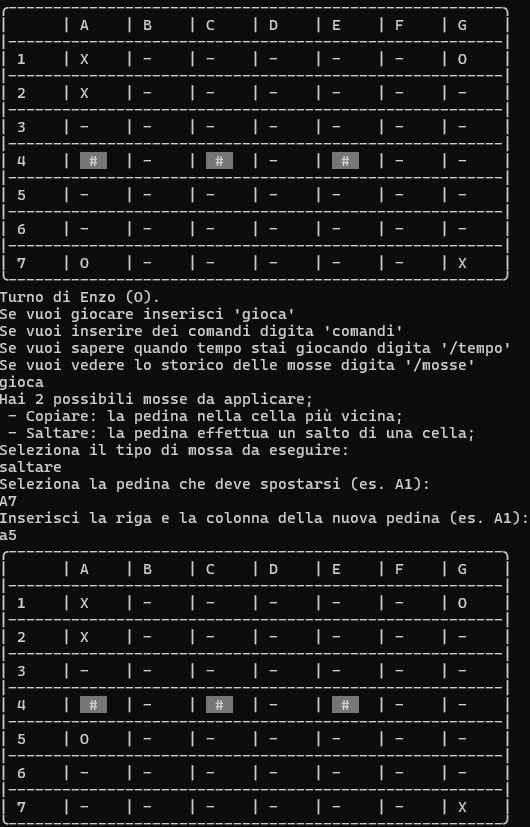 | | A | B | C | D | E | F | G |
| 1 | X | - | - | - | - | - | O |
| 2 | X | - | - | - | - | - | - |
| 3 | - | - | - | - | - | - | - |
| 4 | # | - | # | - | # | - | - |
| 5 | - | - | - | - | - | - | - |
| 6 | - | - | - | - | - | - | - |
| 7 | O | - | - | - | - | - | X |
Turno di Enzo (O).
Se vuoi giocare inserisci 'gioca'
Se vuoi inserire dei comandi digita 'comandi'
Se vuoi sapere quando tempo stai giocando digita '/tempo'
Se vuoi vedere lo storico delle mosse digita '/mosse'
gioca
Hai 2 possibili mosse da applicare;
- Copiare: la pedina nella cella più vicina;
- Saltare: la pedina effettua un salto di una cella;
Seleziona il tipo di mossa da eseguire:
saltare
Seleziona la pedina che deve spostarsi (es. A1):
A7
Inserisci la riga e la colonna della nuova pedina (es. A1):
a5
| | A | B | C | D | E | F | G |
| 1 | X | - | - | - | - | - | O |
| 2 | X | - | - | - | - | - | - |
| 3 | - | - | - | - | - | - | - |
| 4 | # | - | # | - | # | - | - |
| 5 | O | - | - | - | - | - | - |
| 6 | - | - | - | - | - | - | - |
| 7 | - | - | - | - | - | - | X |